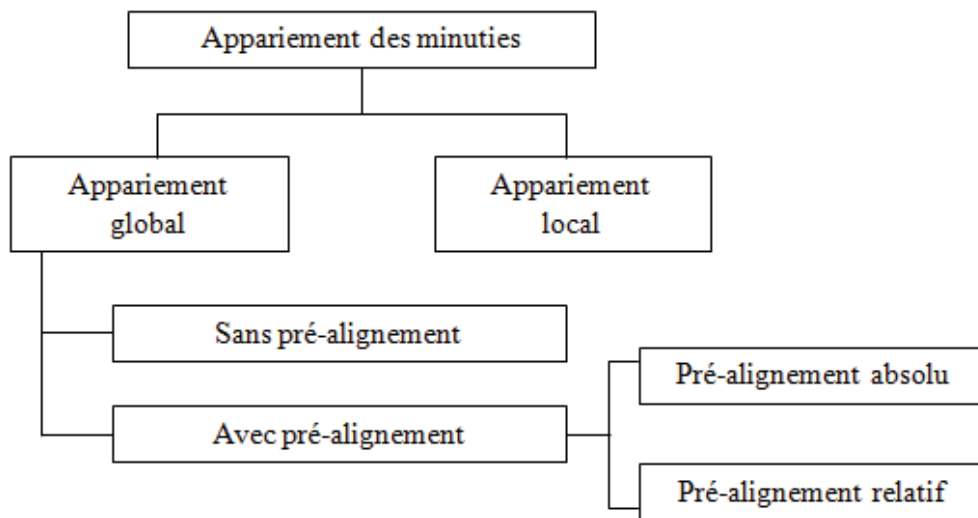 Appariement des minuties
Appariement
global
Appariement
local
Sans pré-alignement
Avec pré-alignement
Pré-alignement absolu
Pré-alignement relatif